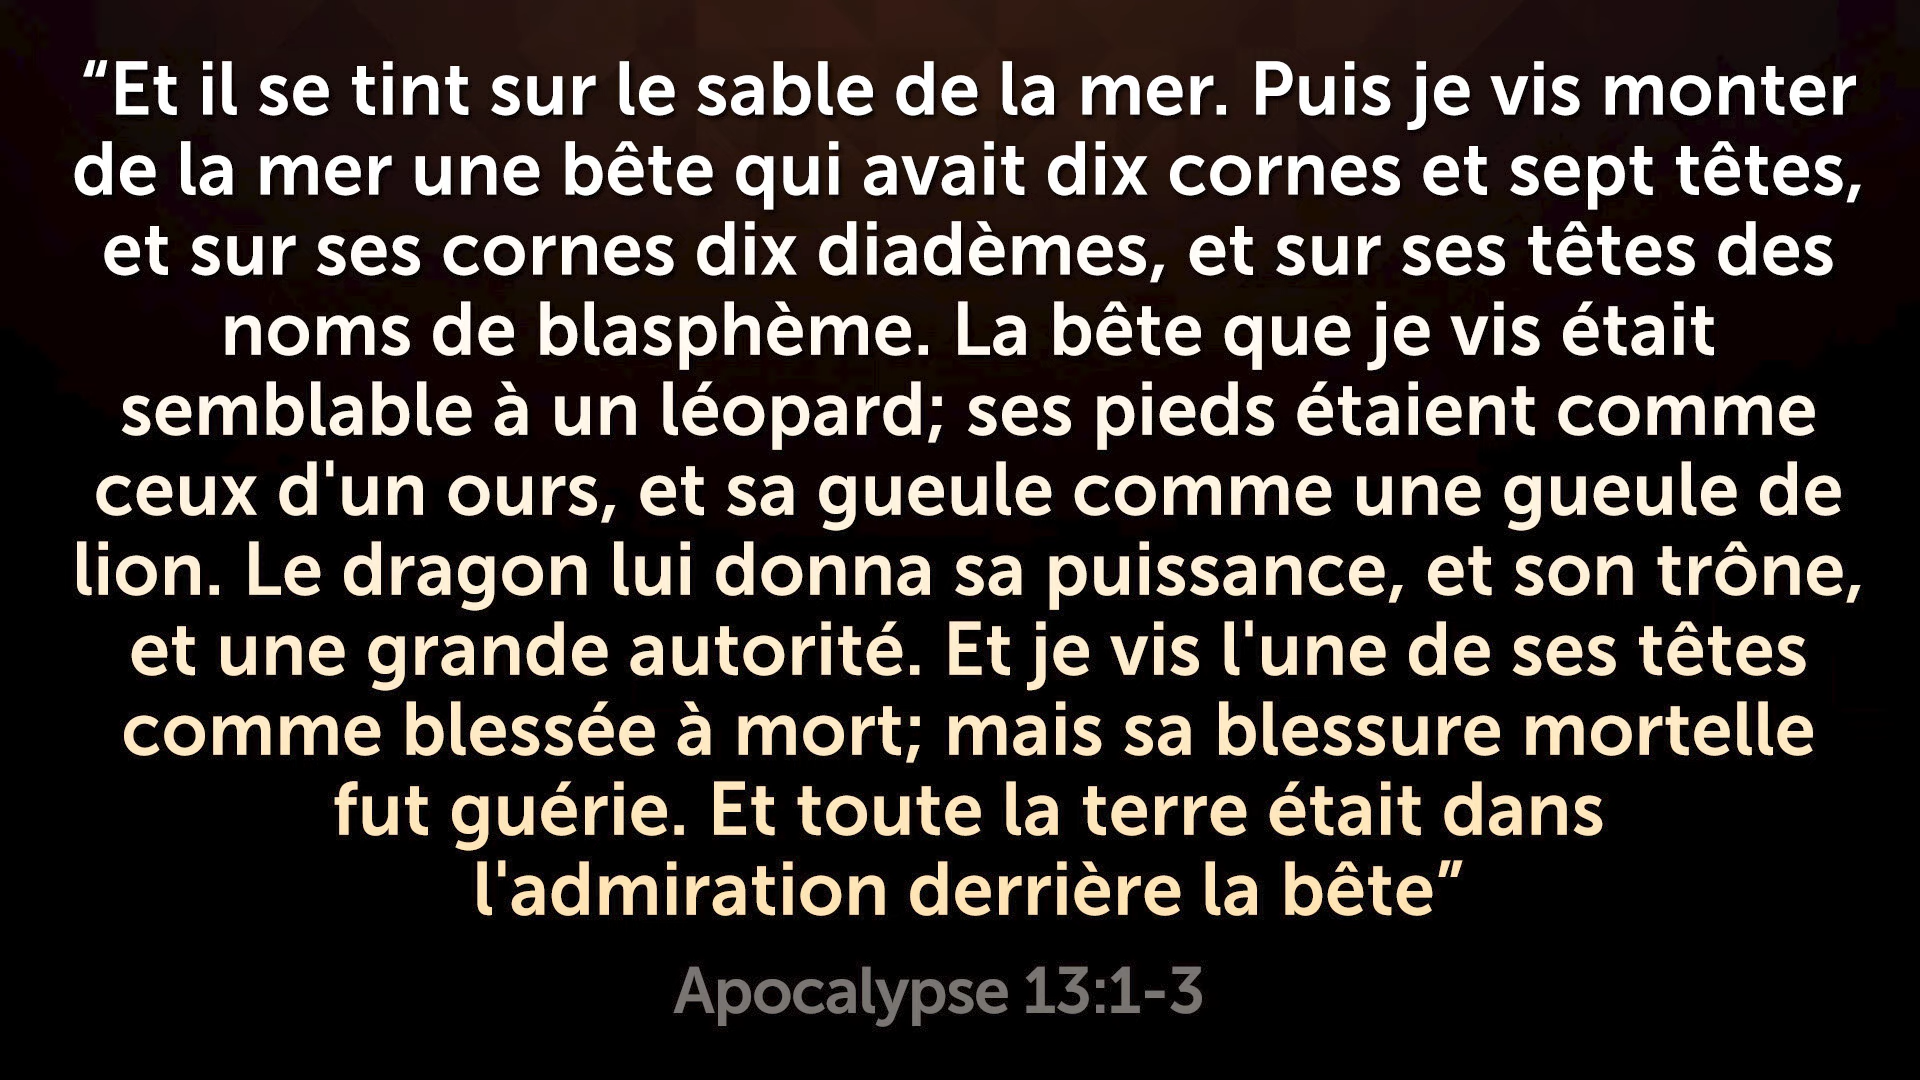 “Et il se tint sur le sable de la mer. Puis je vis monter
de la mer une bête qui avait dix cornes et sept têtes,
et sur ses cornes dix diadèmes, et sur ses têtes des
noms de blasphème. La bête que je vis était
semblable à un léopard; ses pieds étaient comme
ceux d'un ours, et sa gueule comme une gueule de
lion. Le dragon lui donna sa puissance, et son trône,
et une grande autorité. Et je vis l'une de ses têtes
comme blessée à mort; mais sa blessure mortelle
fut guérie. Et toute la terre était dans
l'admiration derrière la bête”
Apocalypse 13:1-3